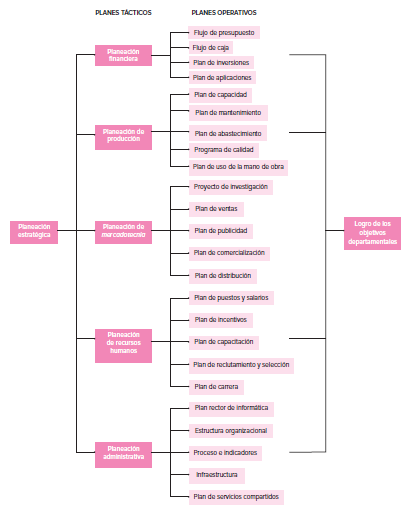 PLANES TÁCTICOS
PLANES OPERATIVOS
Planeación
estratégica
Planeación
financiera
Flujo de presupuesto
Flujo de caja
Plan de inversiones
Plan de aplicaciones
Planeación de
producción
Plan de capacidad
Plan de mantenimiento
Plan de abastecimiento
Programa de calidad
Plan de uso de la mano de obra
Planeación de
mercadotecnia
Proyecto de investigación
Plan de ventas
Plan de publicidad
Plan de comercialización
Plan de distribución
Planeación
de recursos
humanos
Plan de puestos y salarios
Plan de incentivos
Plan de capacitación
Plan de reclutamiento y selección
Plan de carrera
Planeación
administrativa
Plan rector de informática
Estructura organizacional
Proceso e indicadores
Infraestructura
Plan de servicios compartidos
Logro de los
objetivos
departamentales